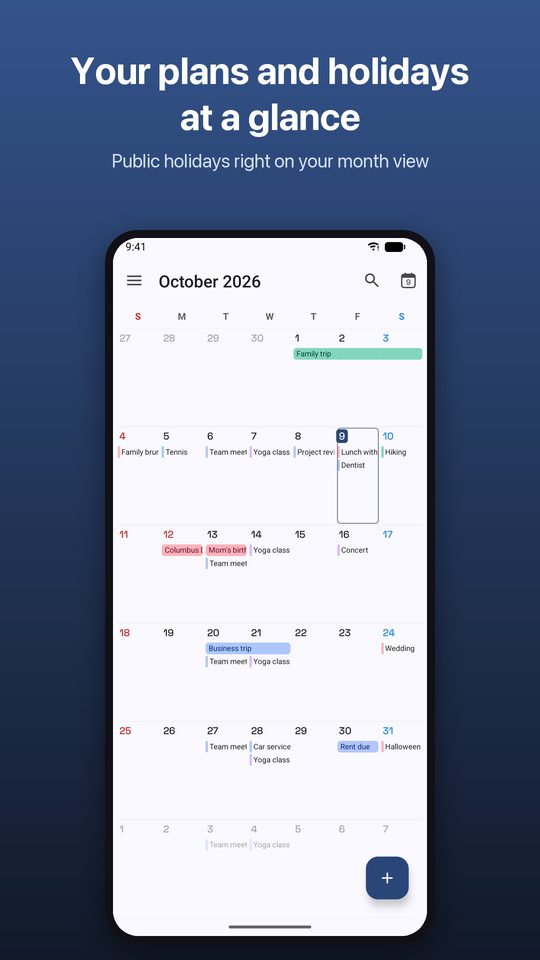 Your plans and holidays
at a glance
Public holidays right on your month view
9:41
October 2026
9
S M T W T F S
27 28 29 30 1 2 3
Family trip
4 5 6 7 8 9 10
Family brur Tennis Team meet Yoga class Project rev Lunch with Hiking
Dentist
11 12 13 14 15 16 17
Columbus Mom's birth Yoga class Concert
Team meet
18 19 20 21 22 23 24
Business trip Wedding
Team meet Yoga class
25 26 27 28 29 30 31
Team meet Car service Rent due Halloween
Yoga class
1 2 3 4 5 6 7
Team meet Yoga class
+